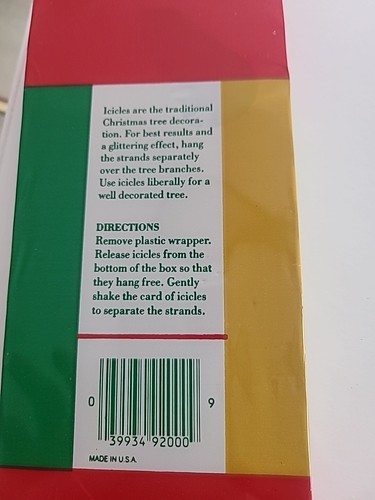 Icicles are the traditional
Christmas tree decora-
tion. For best results and
a glittering effect, hang
the strands separately
over the tree branches.
Use icicles liberally for a
well decorated tree.
DIRECTIONS
Remove plastic wrapper.
Release icicles from the
bottom of the box so that
they hang free. Gently
shake the card of icicles
to separate the strands.
0 39934 92000 9
MADE IN U.S.A.